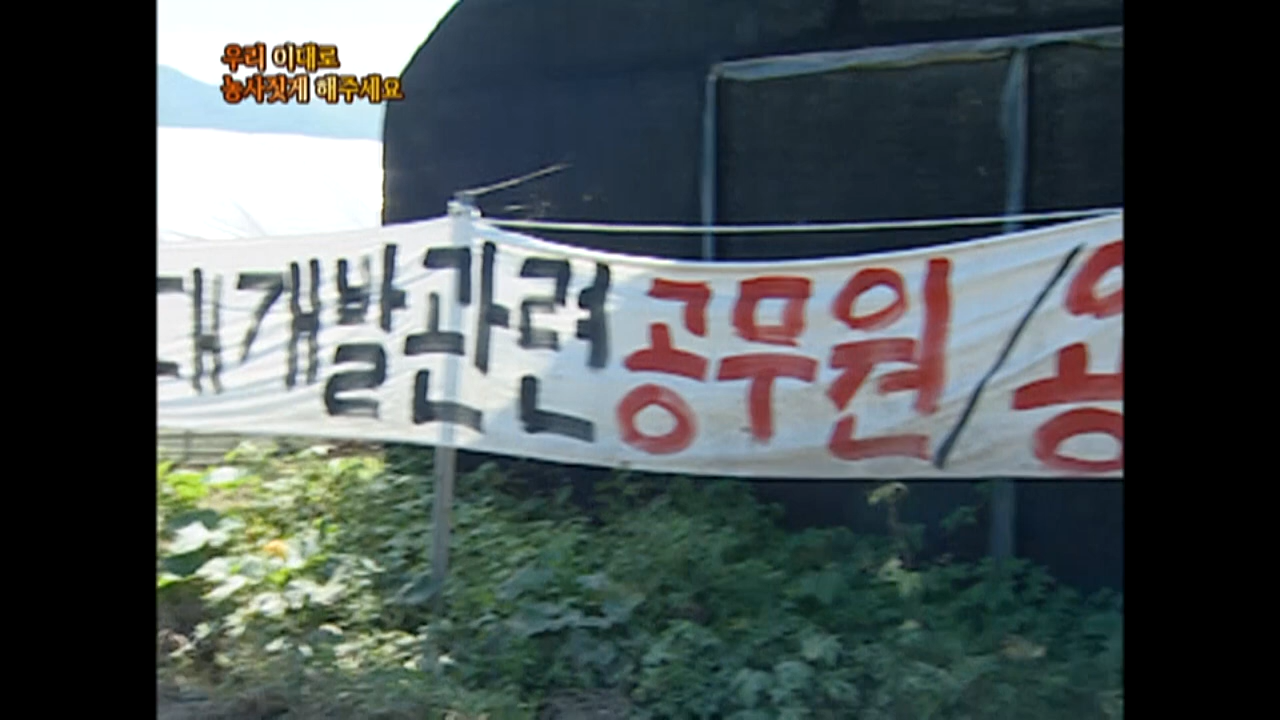 우리 이대로
농사짓게 해주세요
개발관련 공무원 /